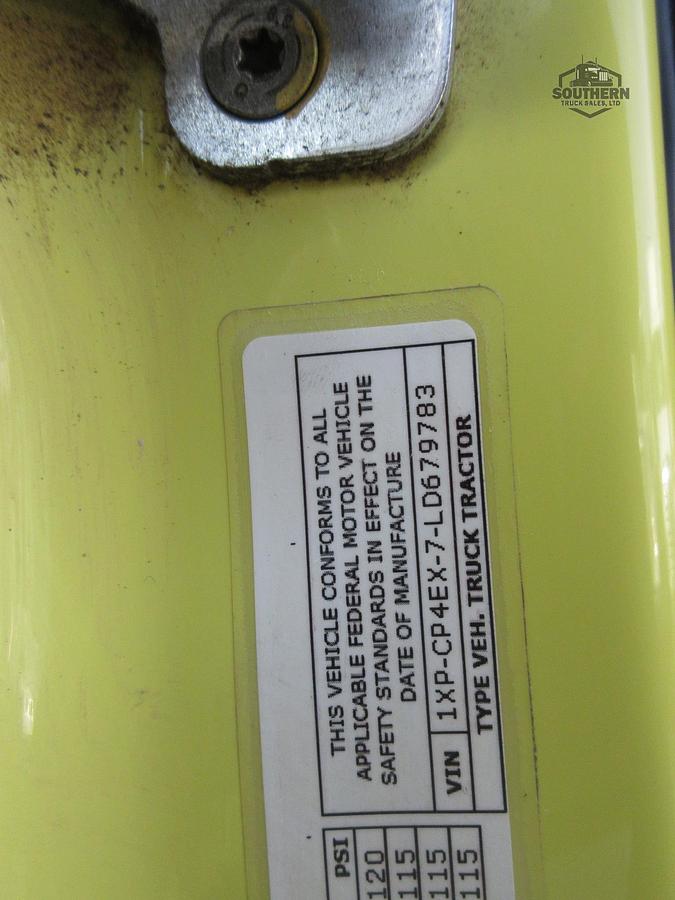 SOUTHERN
TRUCK SALES, LTD
THIS VEHICLE CONFORMS TO ALL
APPLICABLE FEDERAL MOTOR VEHICLE
SAFETY STANDARDS IN EFFECT ON THE
DATE OF MANUFACTURE
VIN 1XP-CP4EX-7-LD679783
TYPE VEH. TRUCK TRACTOR
PSI
120
115
115
115